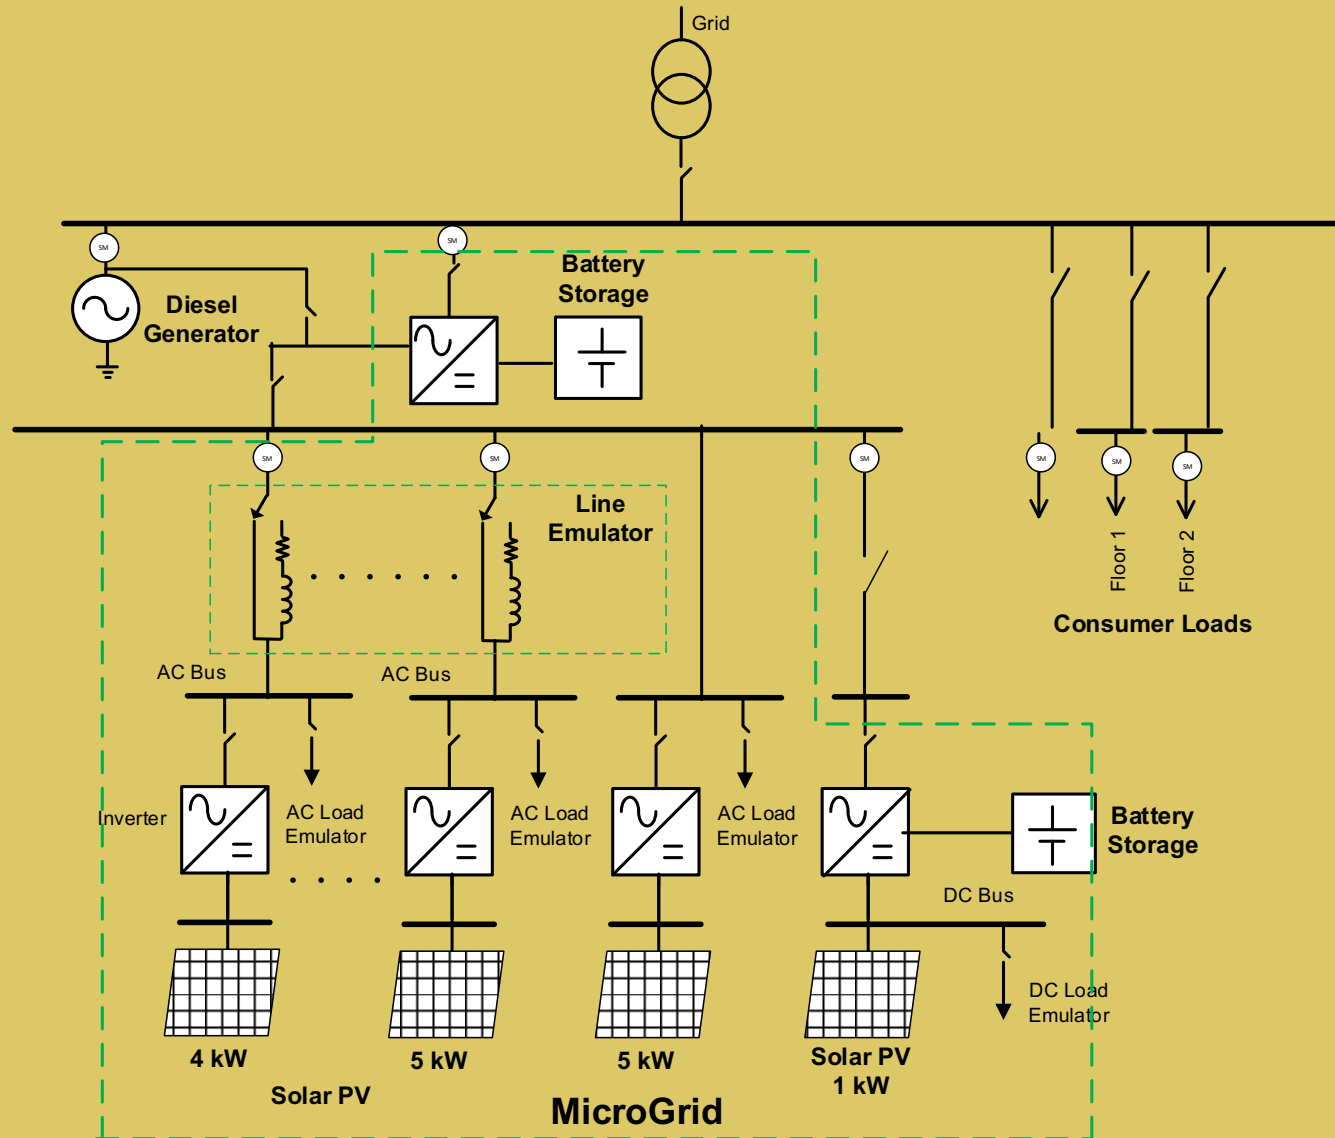 Grid
SM
SM
Battery
Storage
Diesel
Generator
SM
SM
SM
SM
SM
SM
Line
Emulator
Floor 1
Floor 2
Consumer Loads
AC Bus
AC Bus
Inverter
AC Load
Emulator
AC Load
Emulator
AC Load
Emulator
Battery
Storage
DC Bus
DC Load
Emulator
4 kW
5 kW
5 kW
Solar PV
1 kW
Solar PV
MicroGrid